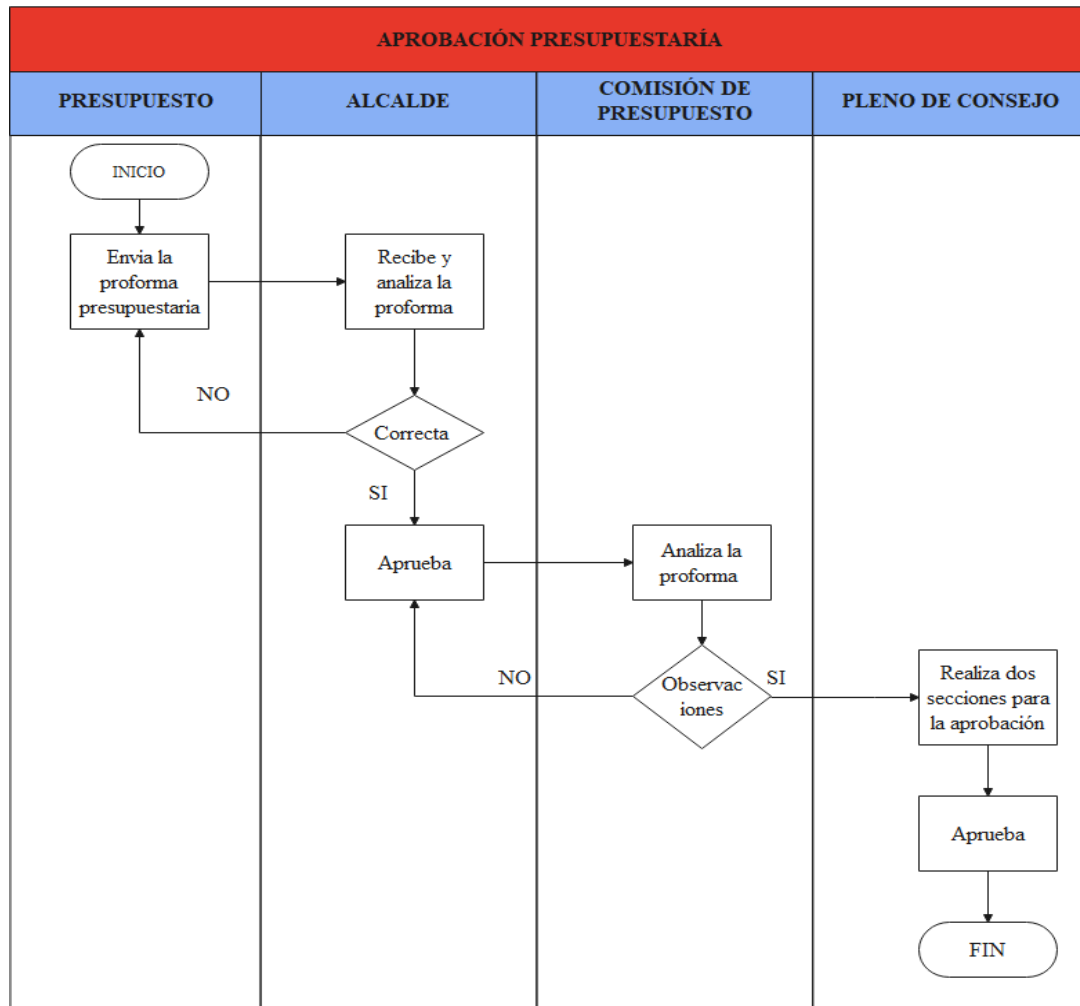 APROBACIÓN PRESUPUESTARÍA
PRESUPUESTO
ALCALDE
COMISIÓN DE
PRESUPUESTO
PLENO DE CONSEJO
INICIO
Envia la
proforma
presupuestaria
Recibe y
analiza la
proforma
NO
Correcta
SI
Aprueba
Analiza la
proforma
NO
Observac
iones
SI
Realiza dos
secciones para
la aprobación
Aprueba
FIN